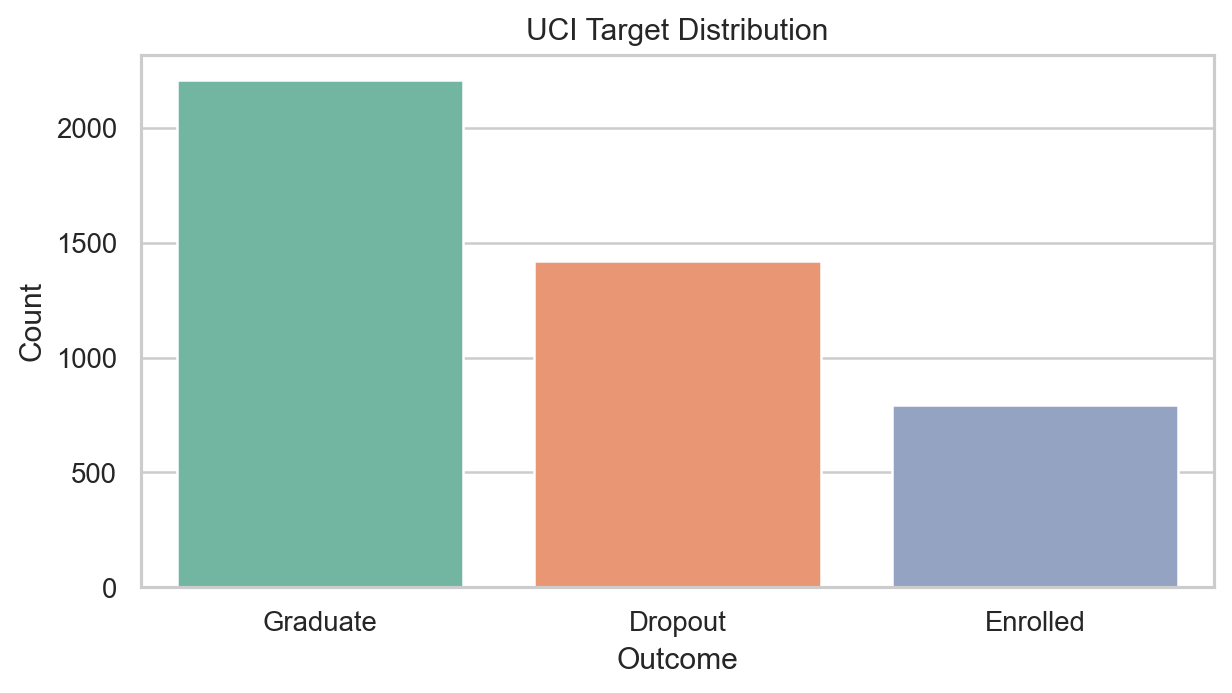 UCI Target Distribution
Count
2000
1500
1000
500
0
Graduate
Dropout
Enrolled
Outcome